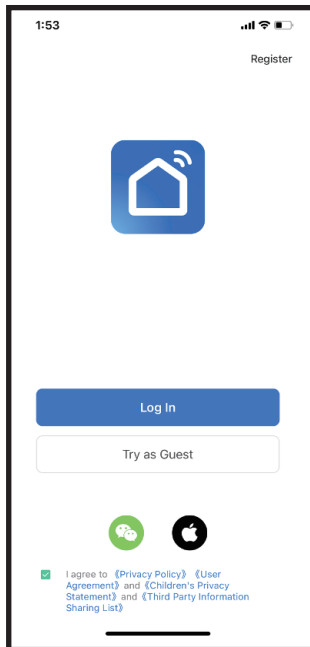 1:53
Register
Log In
Try as Guest
I agree to 《Privacy Policy》 《User
Agreement》 and 《Children's Privacy
Statement》 and 《Third Party Information
Sharing List》